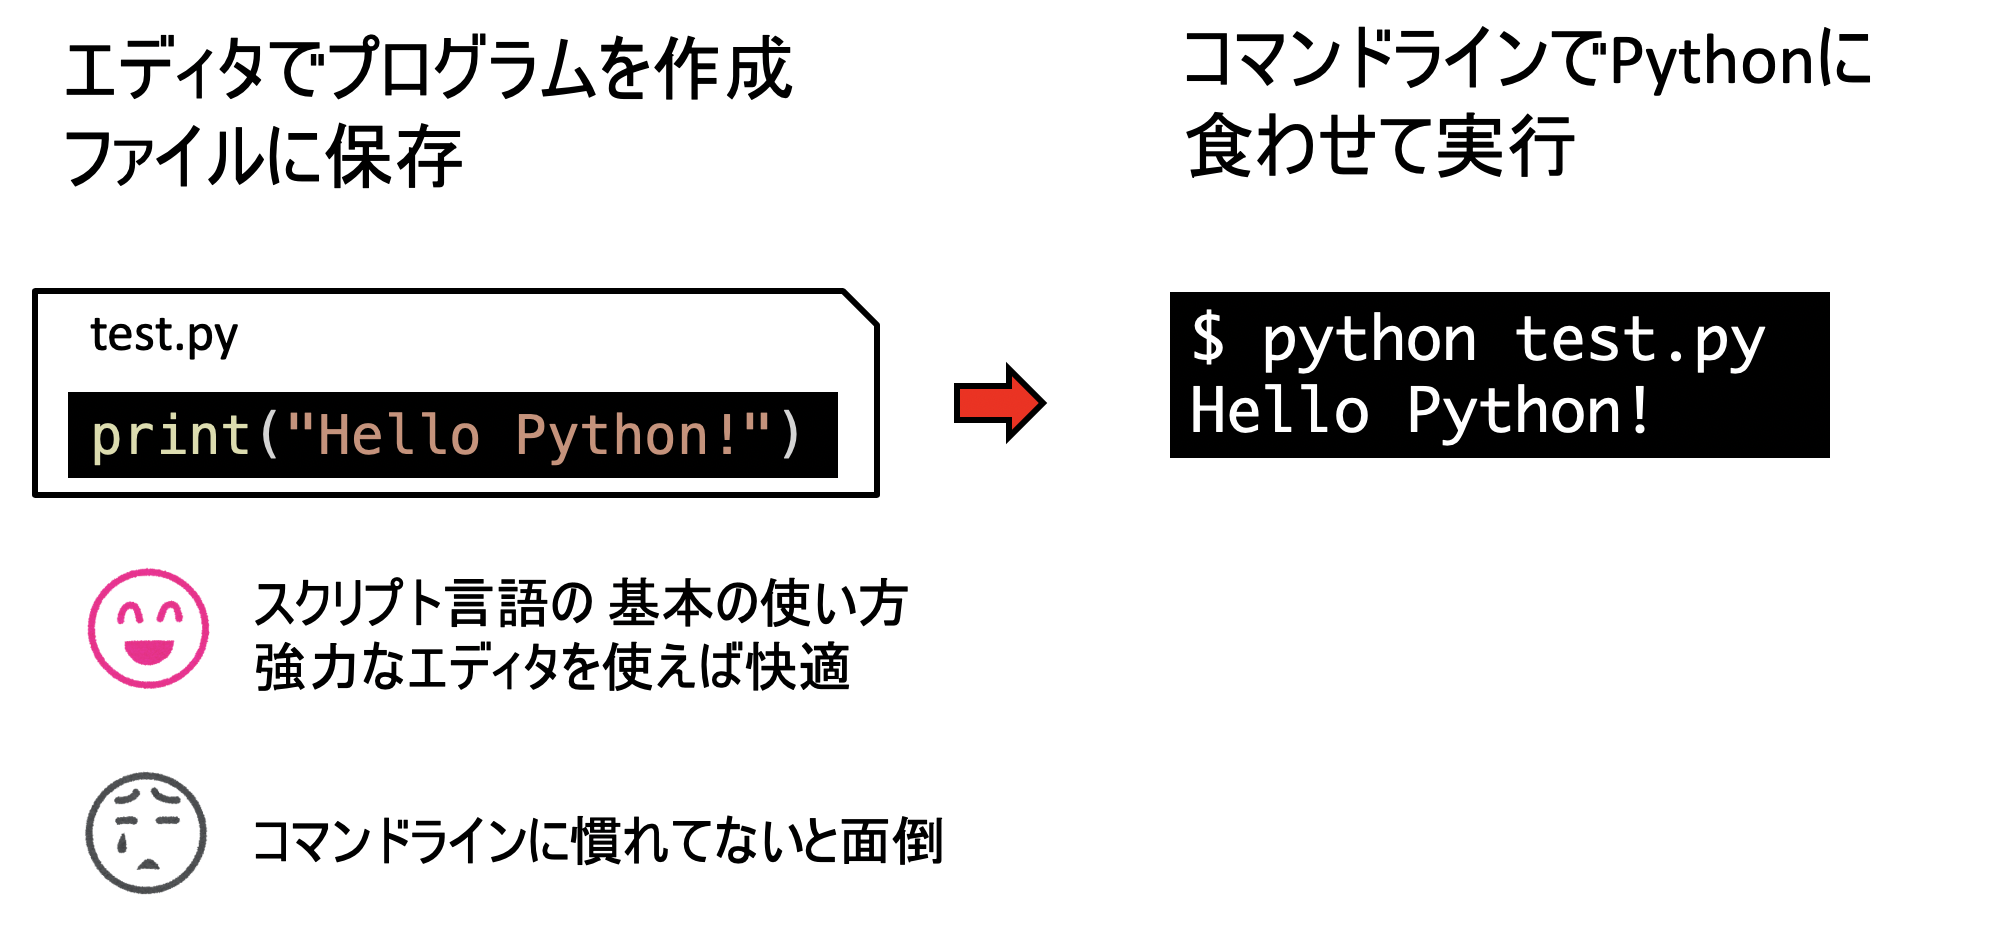 エディタでプログラムを作成
ファイルに保存
コマンドラインでPythonに
食わせて実行
test.py
print("Hello Python!")
$ python test.py
Hello Python!
スクリプト言語の 基本の使い方
強力なエディタを使えば快適
コマンドラインに慣れてないと面倒